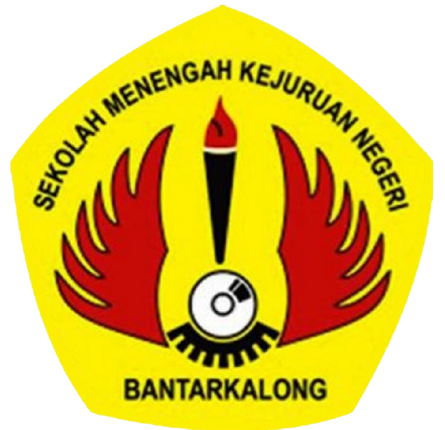 SEKOLAH MENENGAH KEJURUAN NEGERI
BANTARKALONG